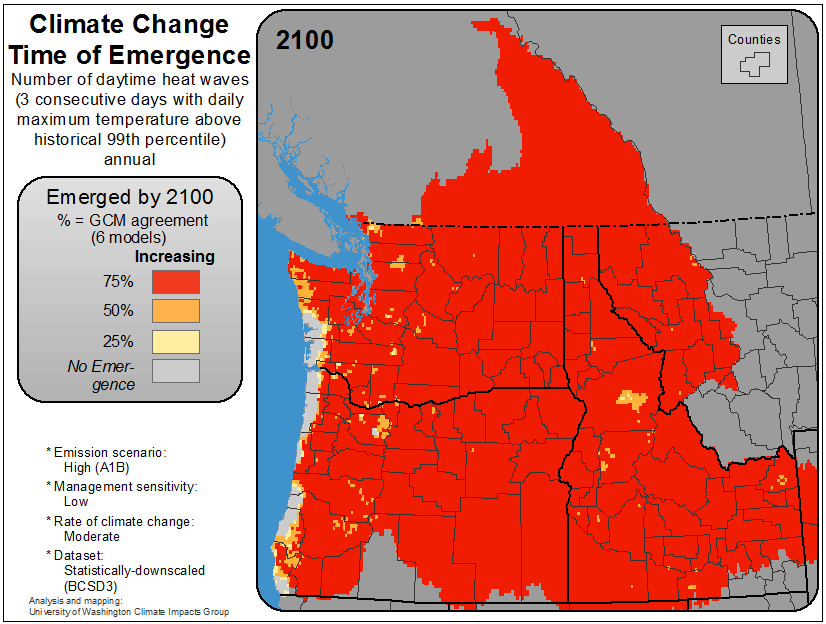 Climate Change
Time of Emergence
Number of daytime heat waves
(3 consecutive days with daily
maximum temperature above
historical 99th percentile)
annual
Emerged by 2100
% = GCM agreement
(6 models)
Increasing
75%
50%
25%
No Emer-
gence
* Emission scenario:
High (A1B)
* Management sensitivity:
Low
* Rate of climate change:
Moderate
* Dataset:
Statistically-downscaled
(BCSD3)
Analysis and mapping:
University of Washington Climate Impacts Group
2100
Counties